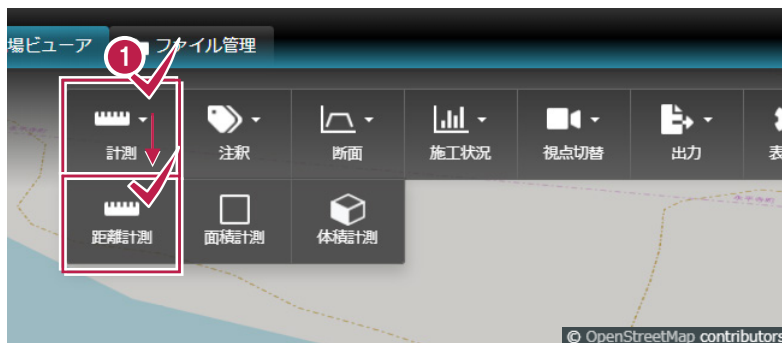 場ビューア ファイル管理
1
計測 注釈 断面 施工状況 視点切替 出力 表
距離計測 面積計測 体積計測
© OpenStreetMap contributors